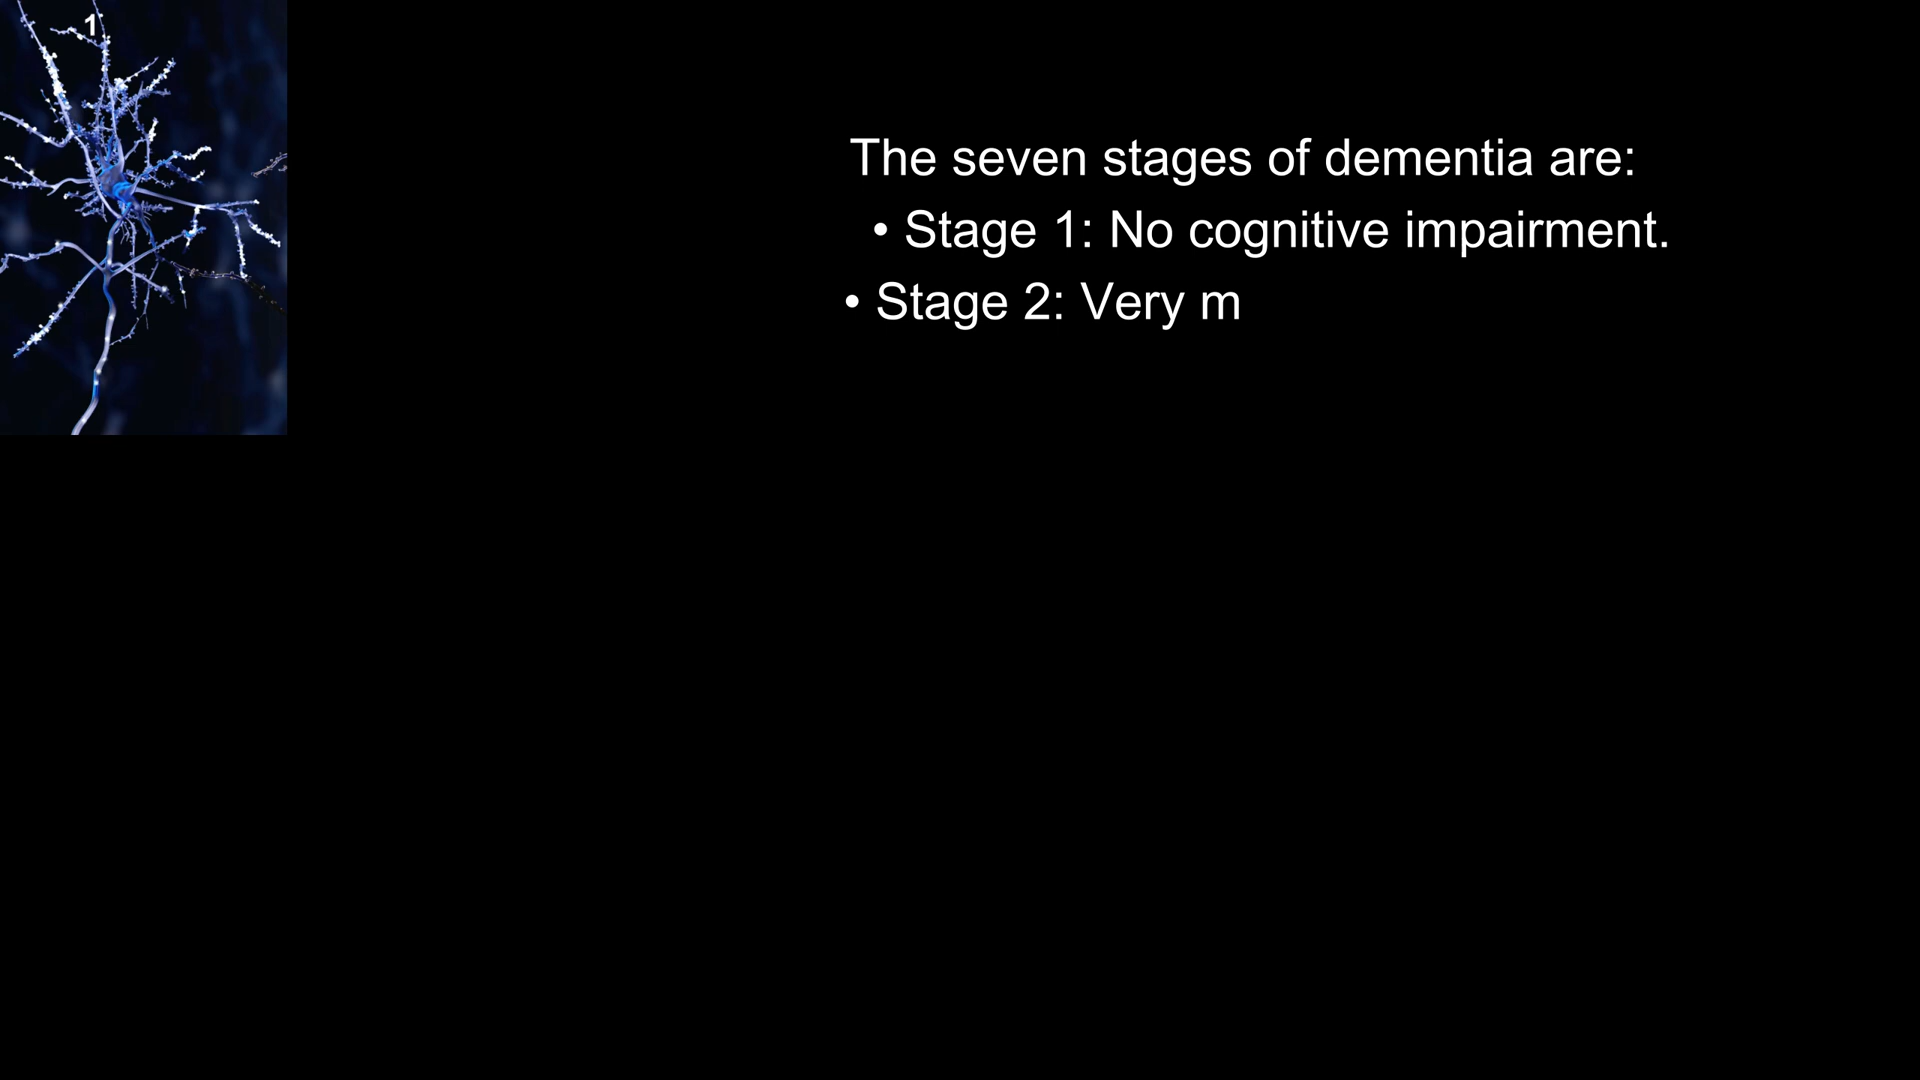 1
The seven stages of dementia are:
• Stage 1: No cognitive impairment.
• Stage 2: Very m